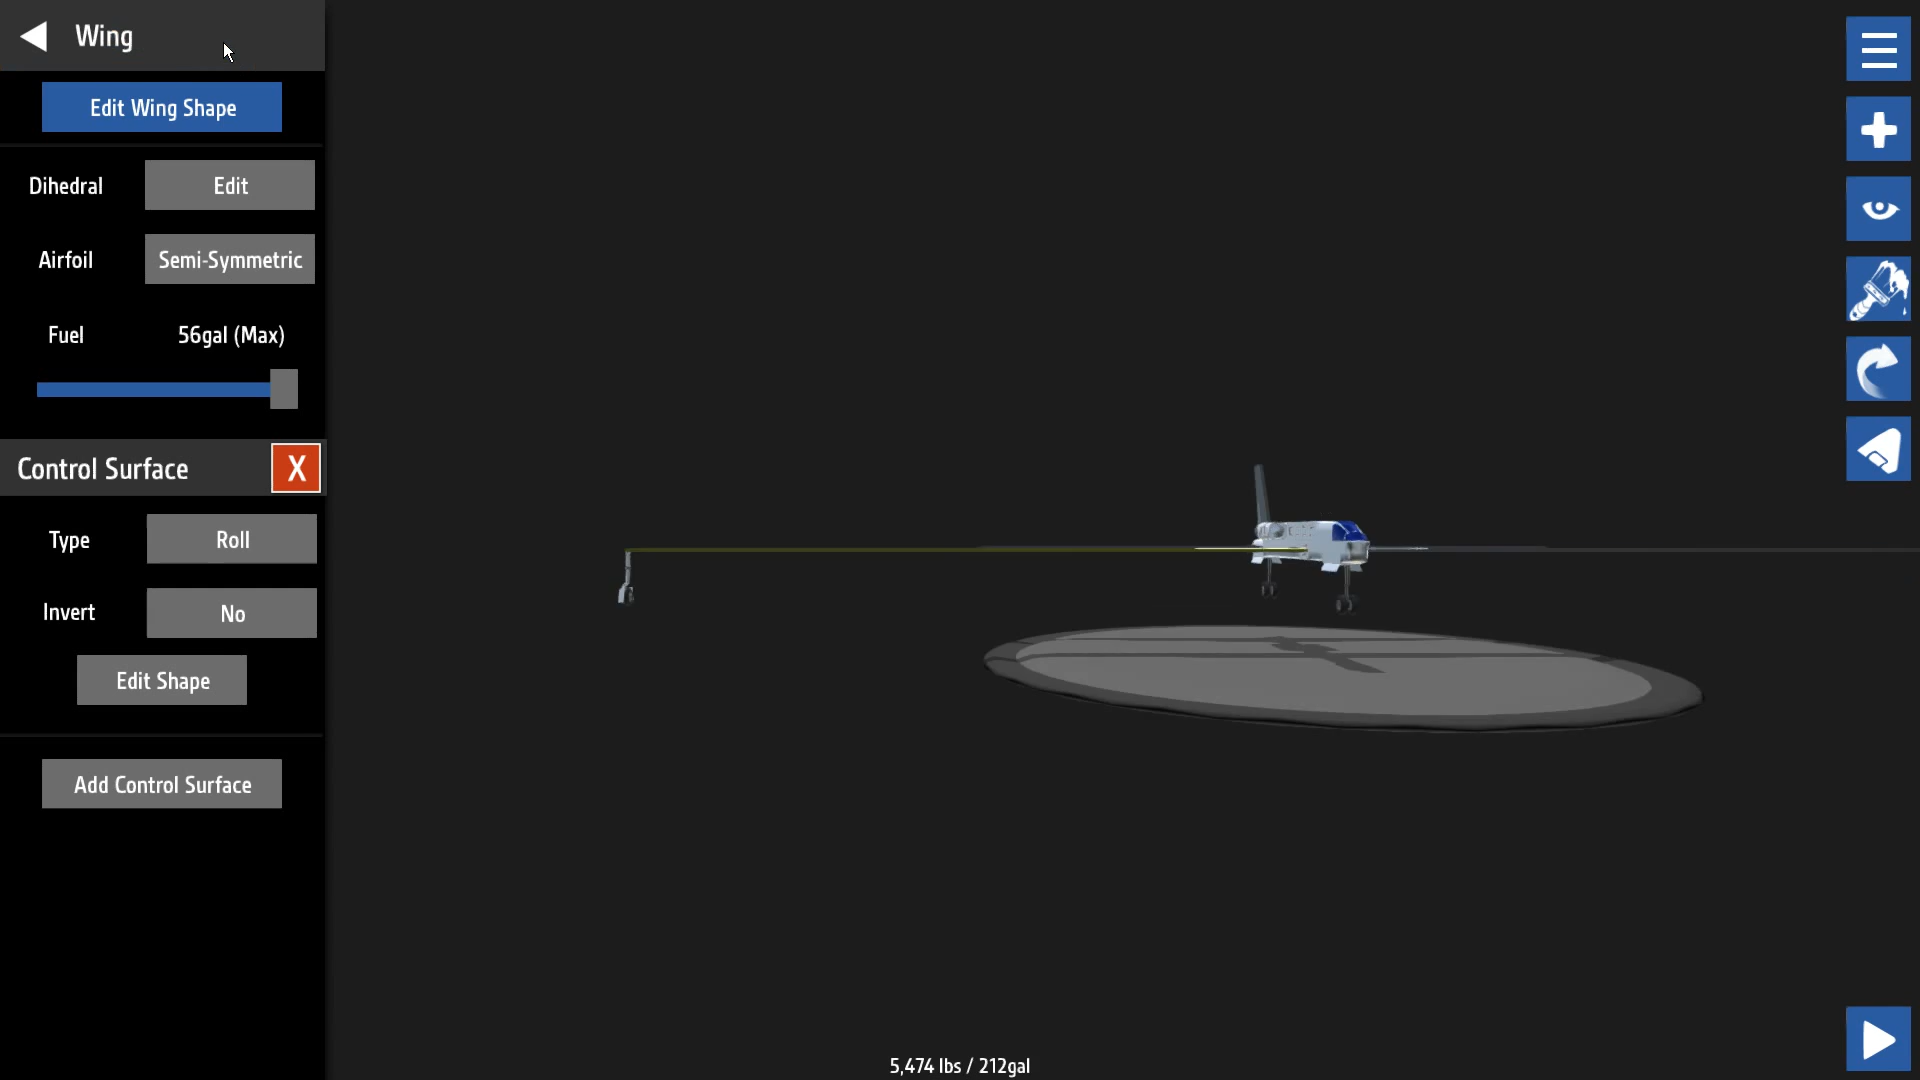 Wing
Edit Wing Shape
Dihedral Edit
Airfoil Semi-Symmetric
Fuel 56gal (Max)
Control Surface X
Type Roll
Invert No
Edit Shape
Add Control Surface
5,474 lbs / 212gal